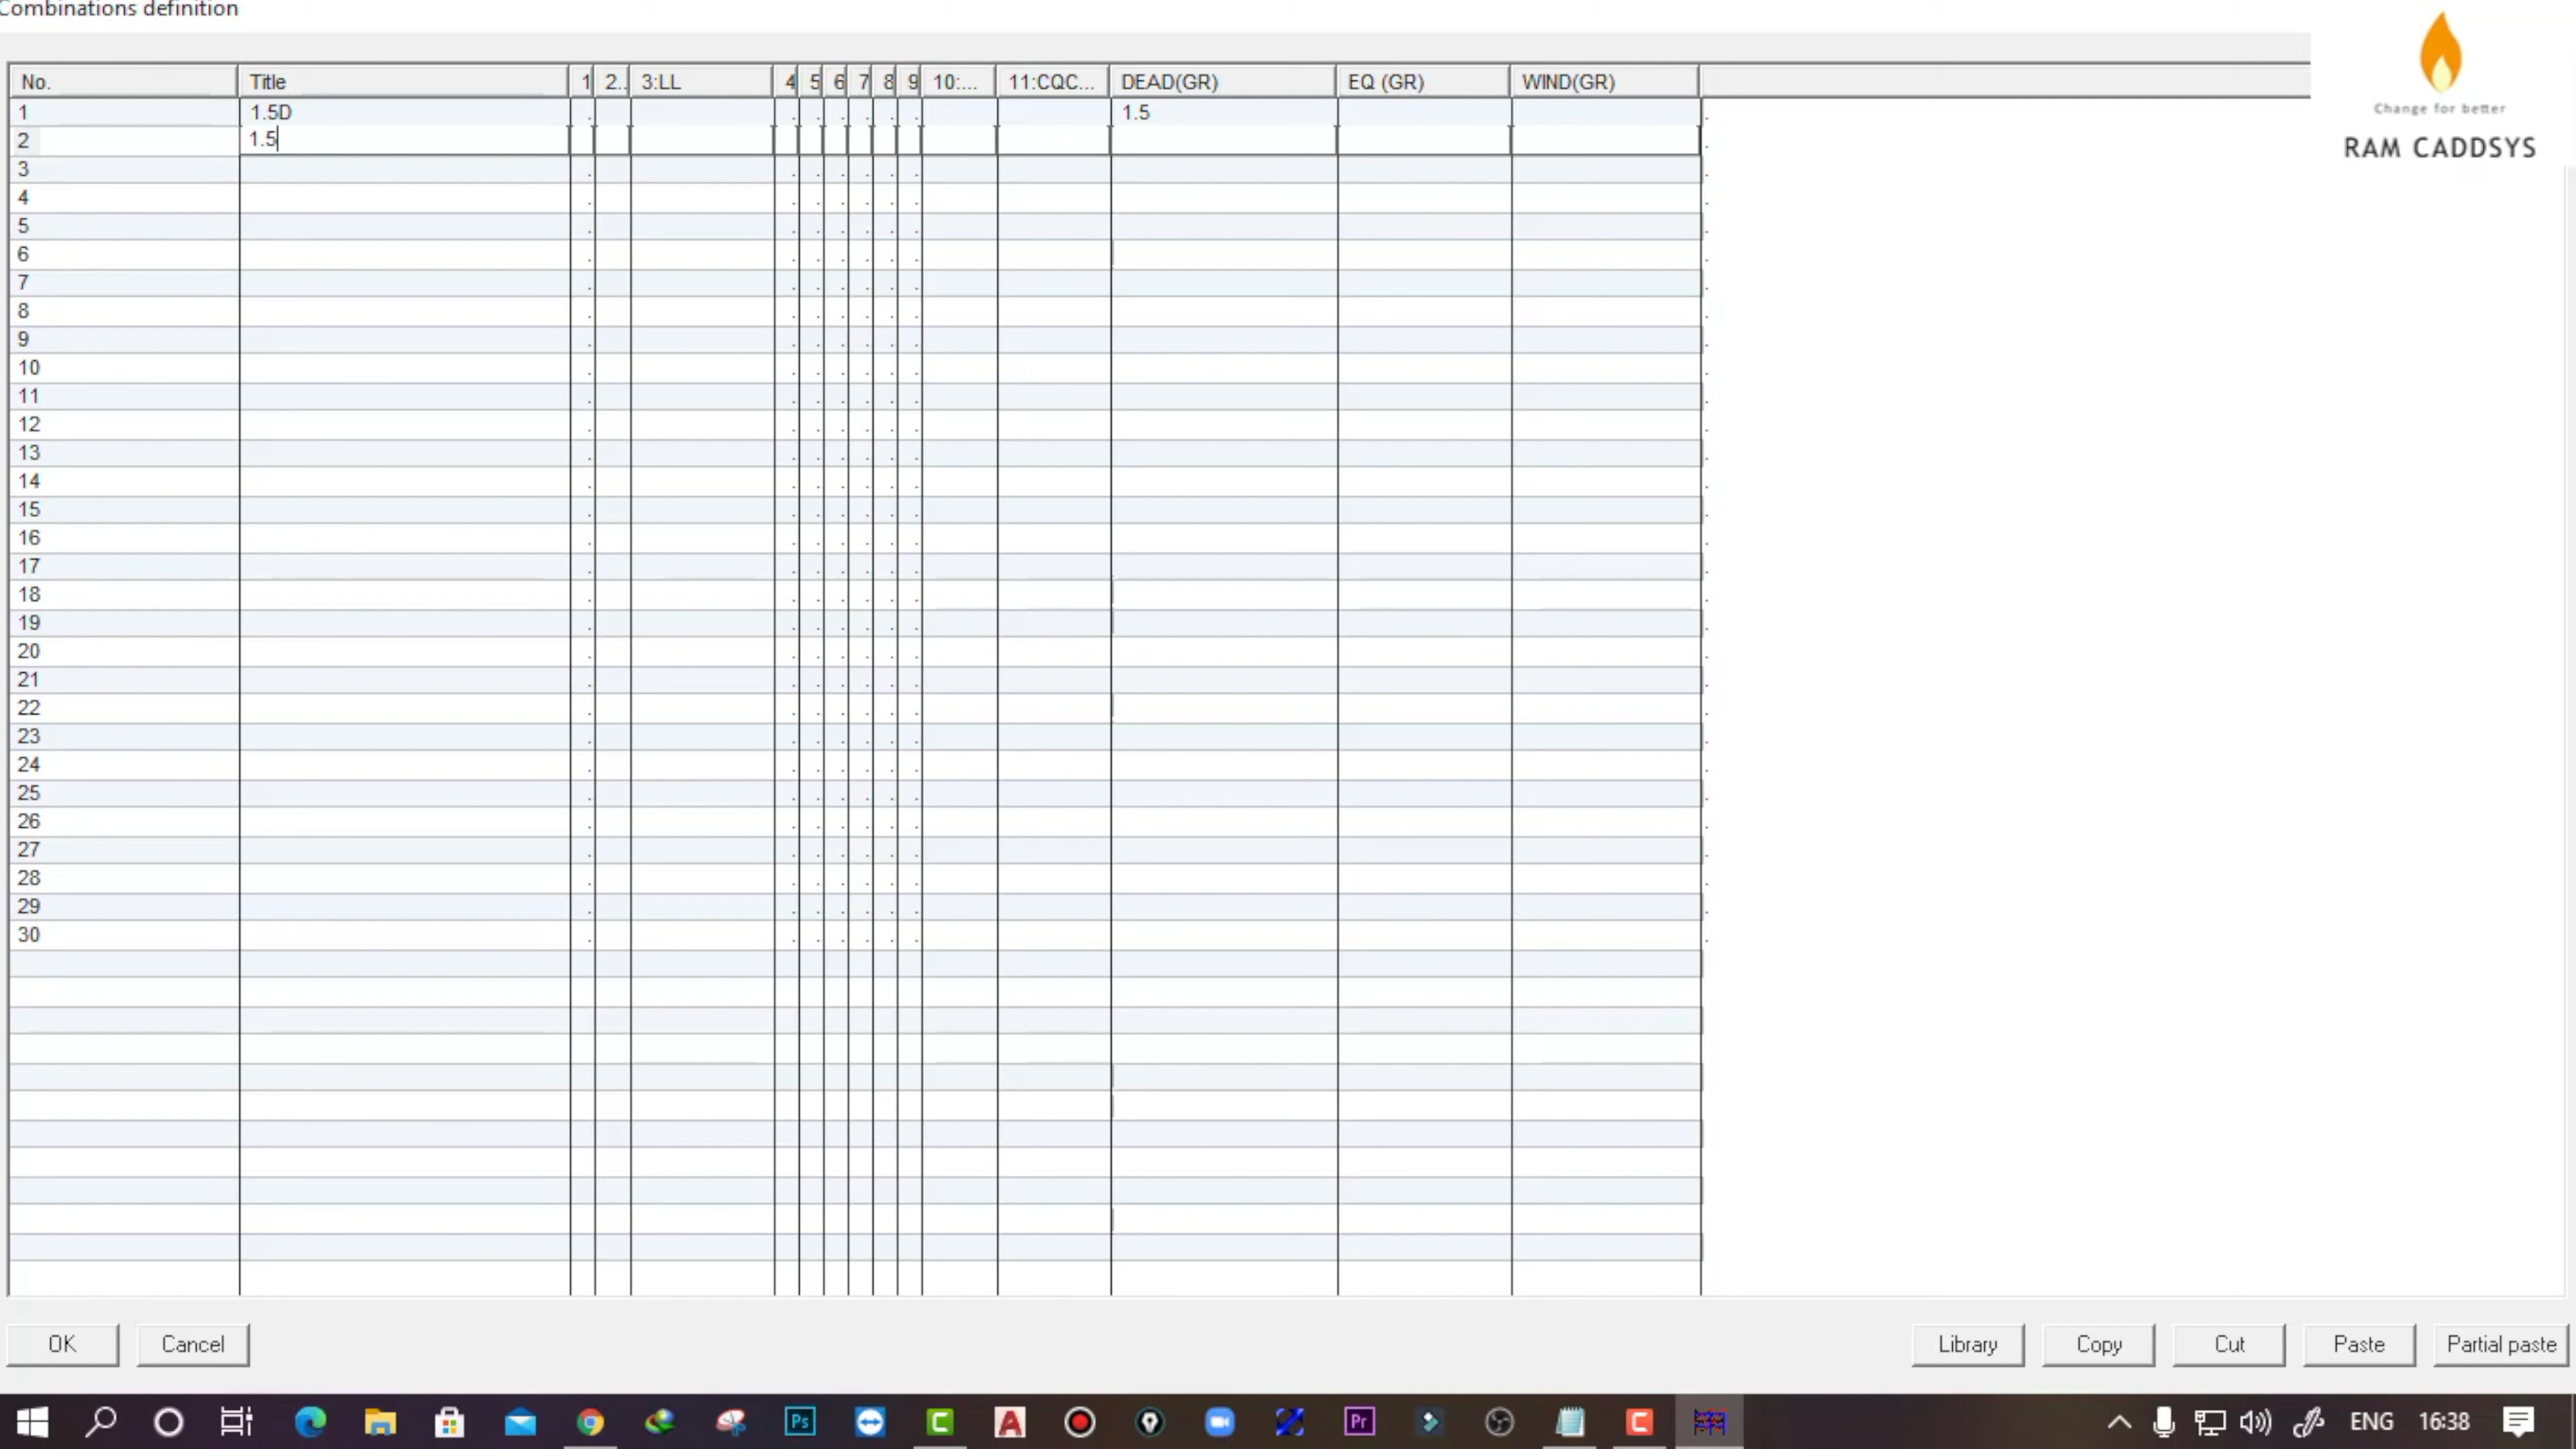 Combinations definition
Change for better
RAM CADDSYS
No. Title 1 2.. 3:LL 4 5 6 7 8 9 10:... 11:CQC... DEAD(GR) EQ (GR) WIND(GR)
1 1.5D . . . . . . . 1.5 .
2 1.5 .
3 . . . . . . . .
4 . . . . . . . .
5 . . . . . . . .
6 . . . . . . . .
7 . . . . . . . .
8 . . . . . . . .
9 . . . . . . . .
10 . . . . . . . .
11 . . . . . . . .
12 . . . . . . . .
13 . . . . . . . .
14 . . . . . . . .
15 . . . . . . . .
16 . . . . . . . .
17 . . . . . . . .
18 . . . . . . . .
19 . . . . . . . .
20 . . . . . . . .
21 . . . . . . . .
22 . . . . . . . .
23 . . . . . . . .
24 . . . . . . . .
25 . . . . . . . .
26 . . . . . . . .
27 . . . . . . . .
28 . . . . . . . .
29 . . . . . . . .
30 . . . . . . . .
OK Cancel Library Copy Cut Paste Partial paste
Ps C A Pr C ENG 16:38